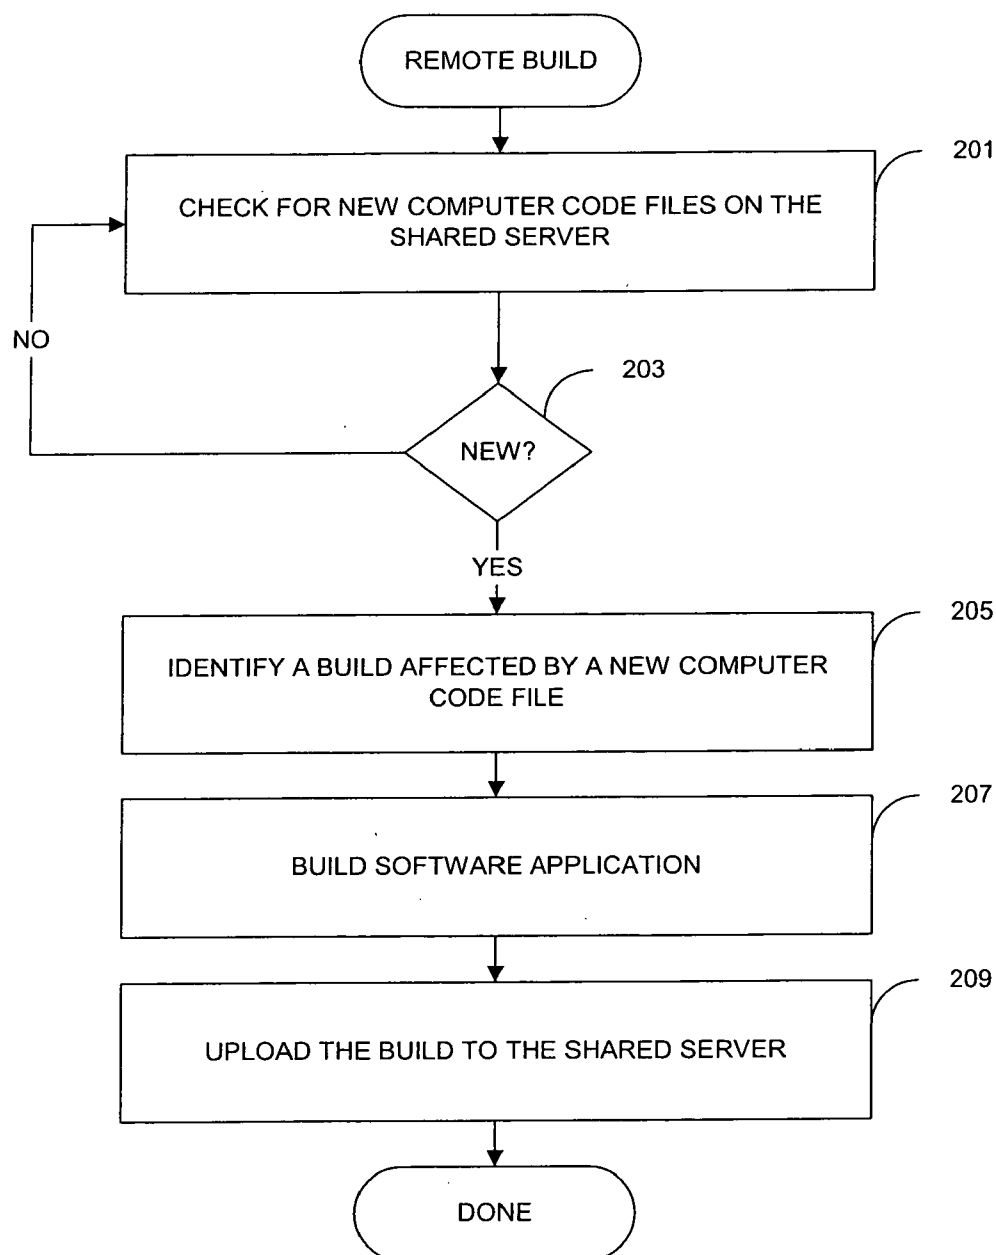 REMOTE BUILD
201
CHECK FOR NEW COMPUTER CODE FILES ON THE
SHARED SERVER
NO
203
NEW?
YES
205
IDENTIFY A BUILD AFFECTED BY A NEW COMPUTER
CODE FILE
207
BUILD SOFTWARE APPLICATION
209
UPLOAD THE BUILD TO THE SHARED SERVER
DONE